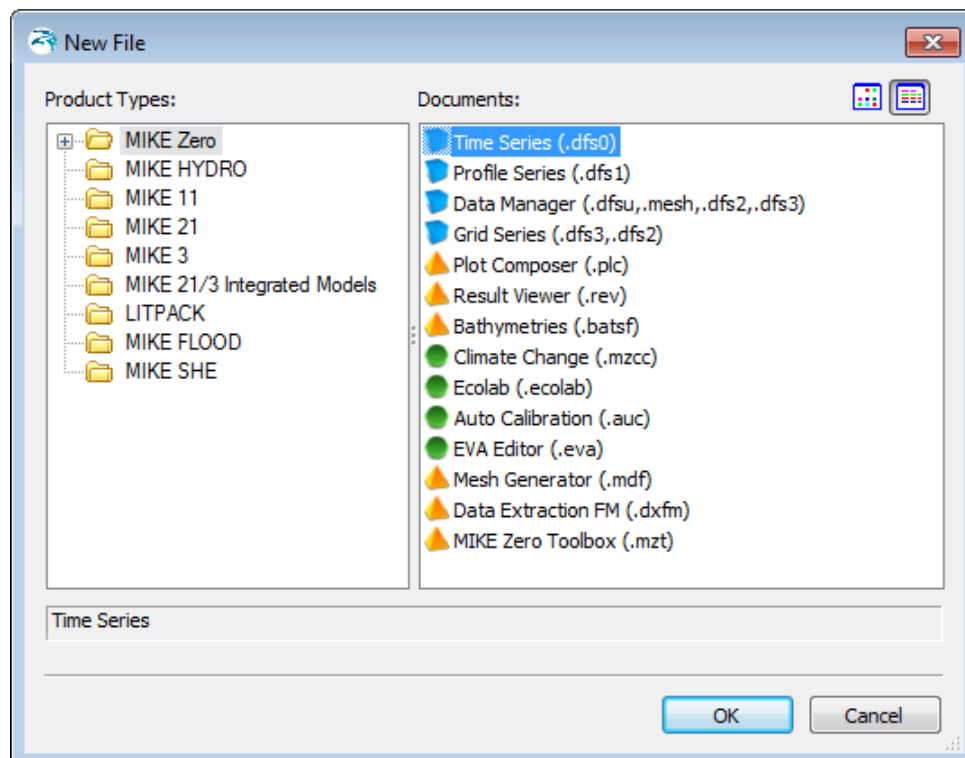 New File
Product Types:
Documents:
MIKE Zero
MIKE HYDRO
MIKE 11
MIKE 21
MIKE 3
MIKE 21/3 Integrated Models
LITPACK
MIKE FLOOD
MIKE SHE
Time Series (.dfs0)
Profile Series (.dfs1)
Data Manager (.dfsu,.mesh,.dfs2,.dfs3)
Grid Series (.dfs3,.dfs2)
Plot Composer (.plc)
Result Viewer (.rev)
Bathymetries (.batsf)
Climate Change (.mzcc)
Ecolab (.ecolab)
Auto Calibration (.auc)
EVA Editor (.eva)
Mesh Generator (.mdf)
Data Extraction FM (.dxfm)
MIKE Zero Toolbox (.mzt)
Time Series
OK
Cancel